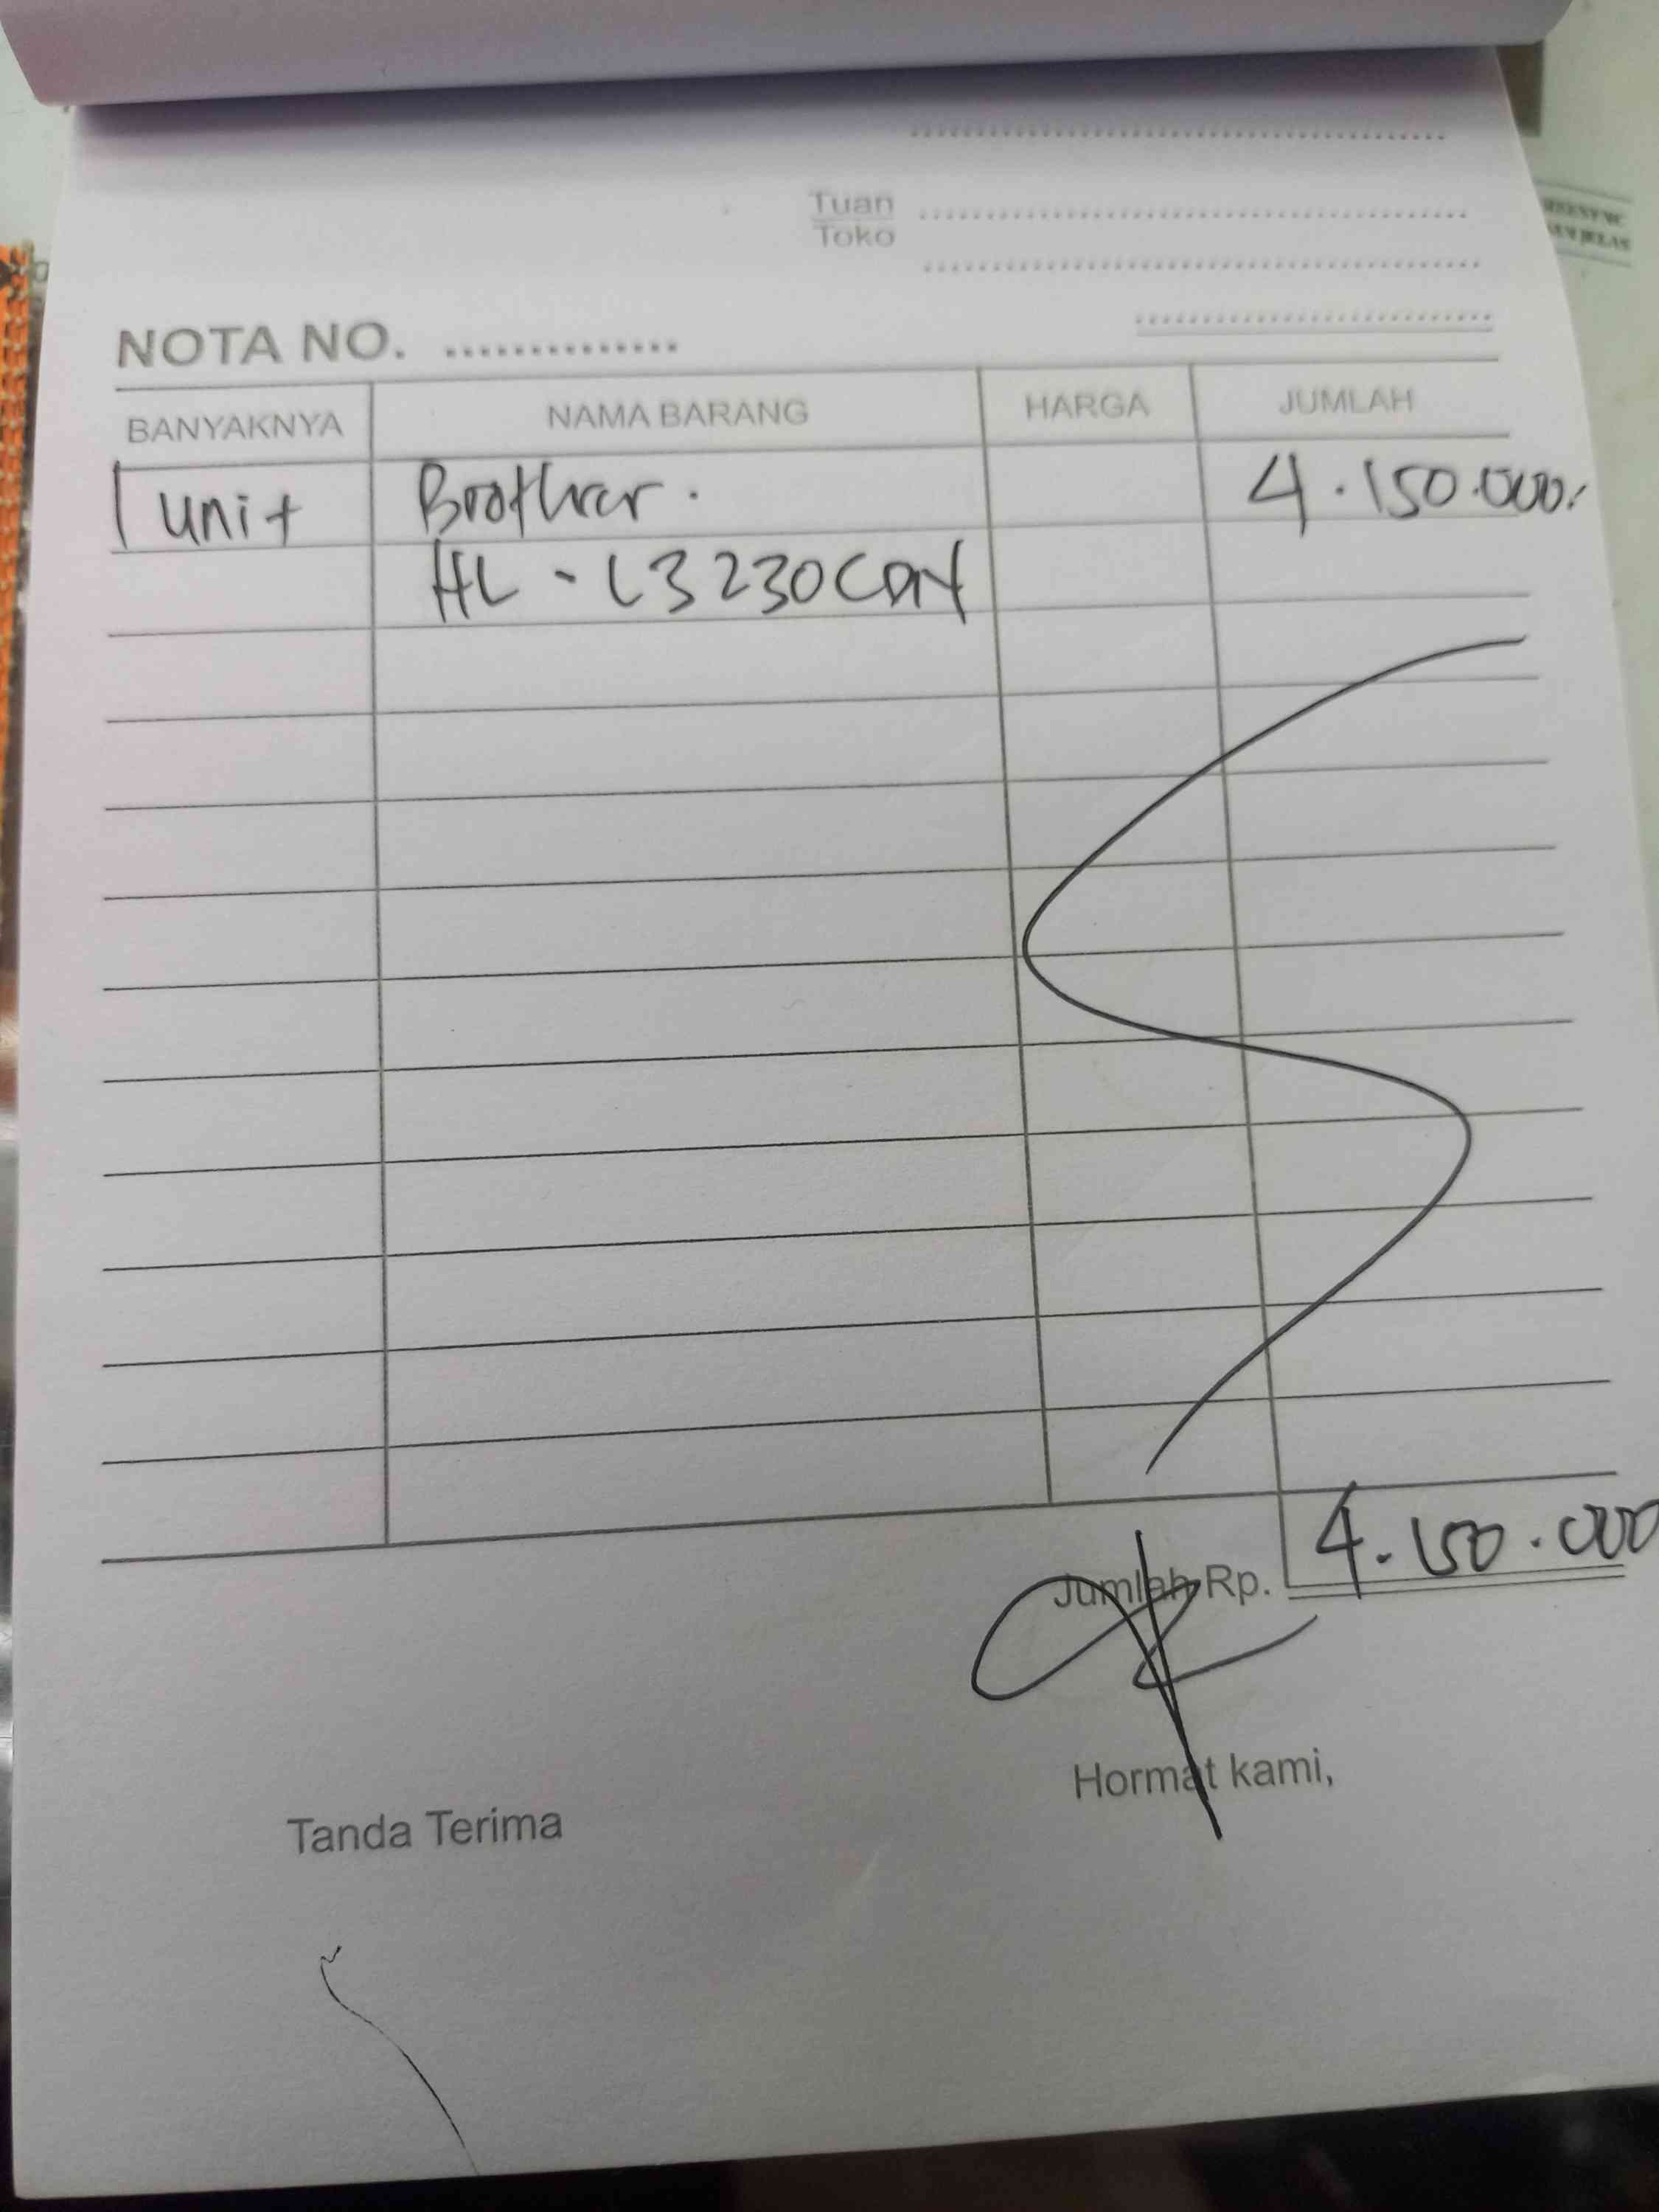 Tuan
Toko
NOTA NO. ...............
BANYAKNYA NAMA BARANG HARGA JUMLAH
1 unit Brother. 4.150.000.
HL - L3230CDN
Jumlah Rp. 4.150.000
Tanda Terima Hormat kami,